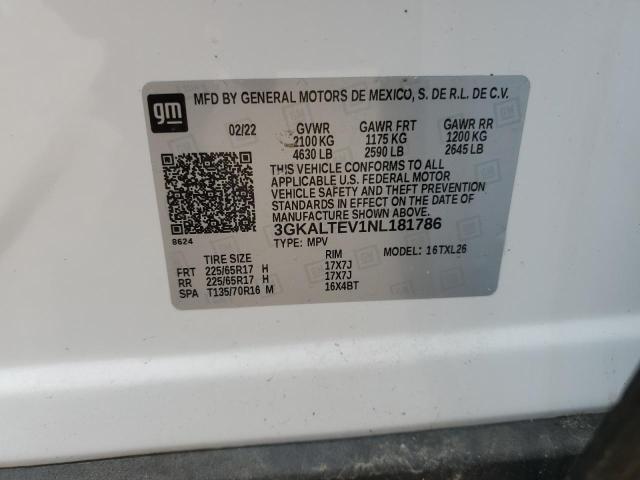 gm MFD BY GENERAL MOTORS DE MEXICO, S. DE R.L. DE C.V.
02/22 GVWR GAWR FRT GAWR RR
2100 KG 1175 KG 1200 KG
4630 LB 2590 LB 2645 LB
THIS VEHICLE CONFORMS TO ALL
APPLICABLE U.S. FEDERAL MOTOR
VEHICLE SAFETY AND THEFT PREVENTION
STANDARDS IN EFFECT ON THE DATE OF
MANUFACTURE SHOWN ABOVE.
3GKALTEV1NL181786
8624 TYPE: MPV MODEL: 16TXL26
TIRE SIZE RIM
FRT 225/65R17 H 17X7J
RR 225/65R17 H 17X7J
SPA T135/70R16 M 16X4BT